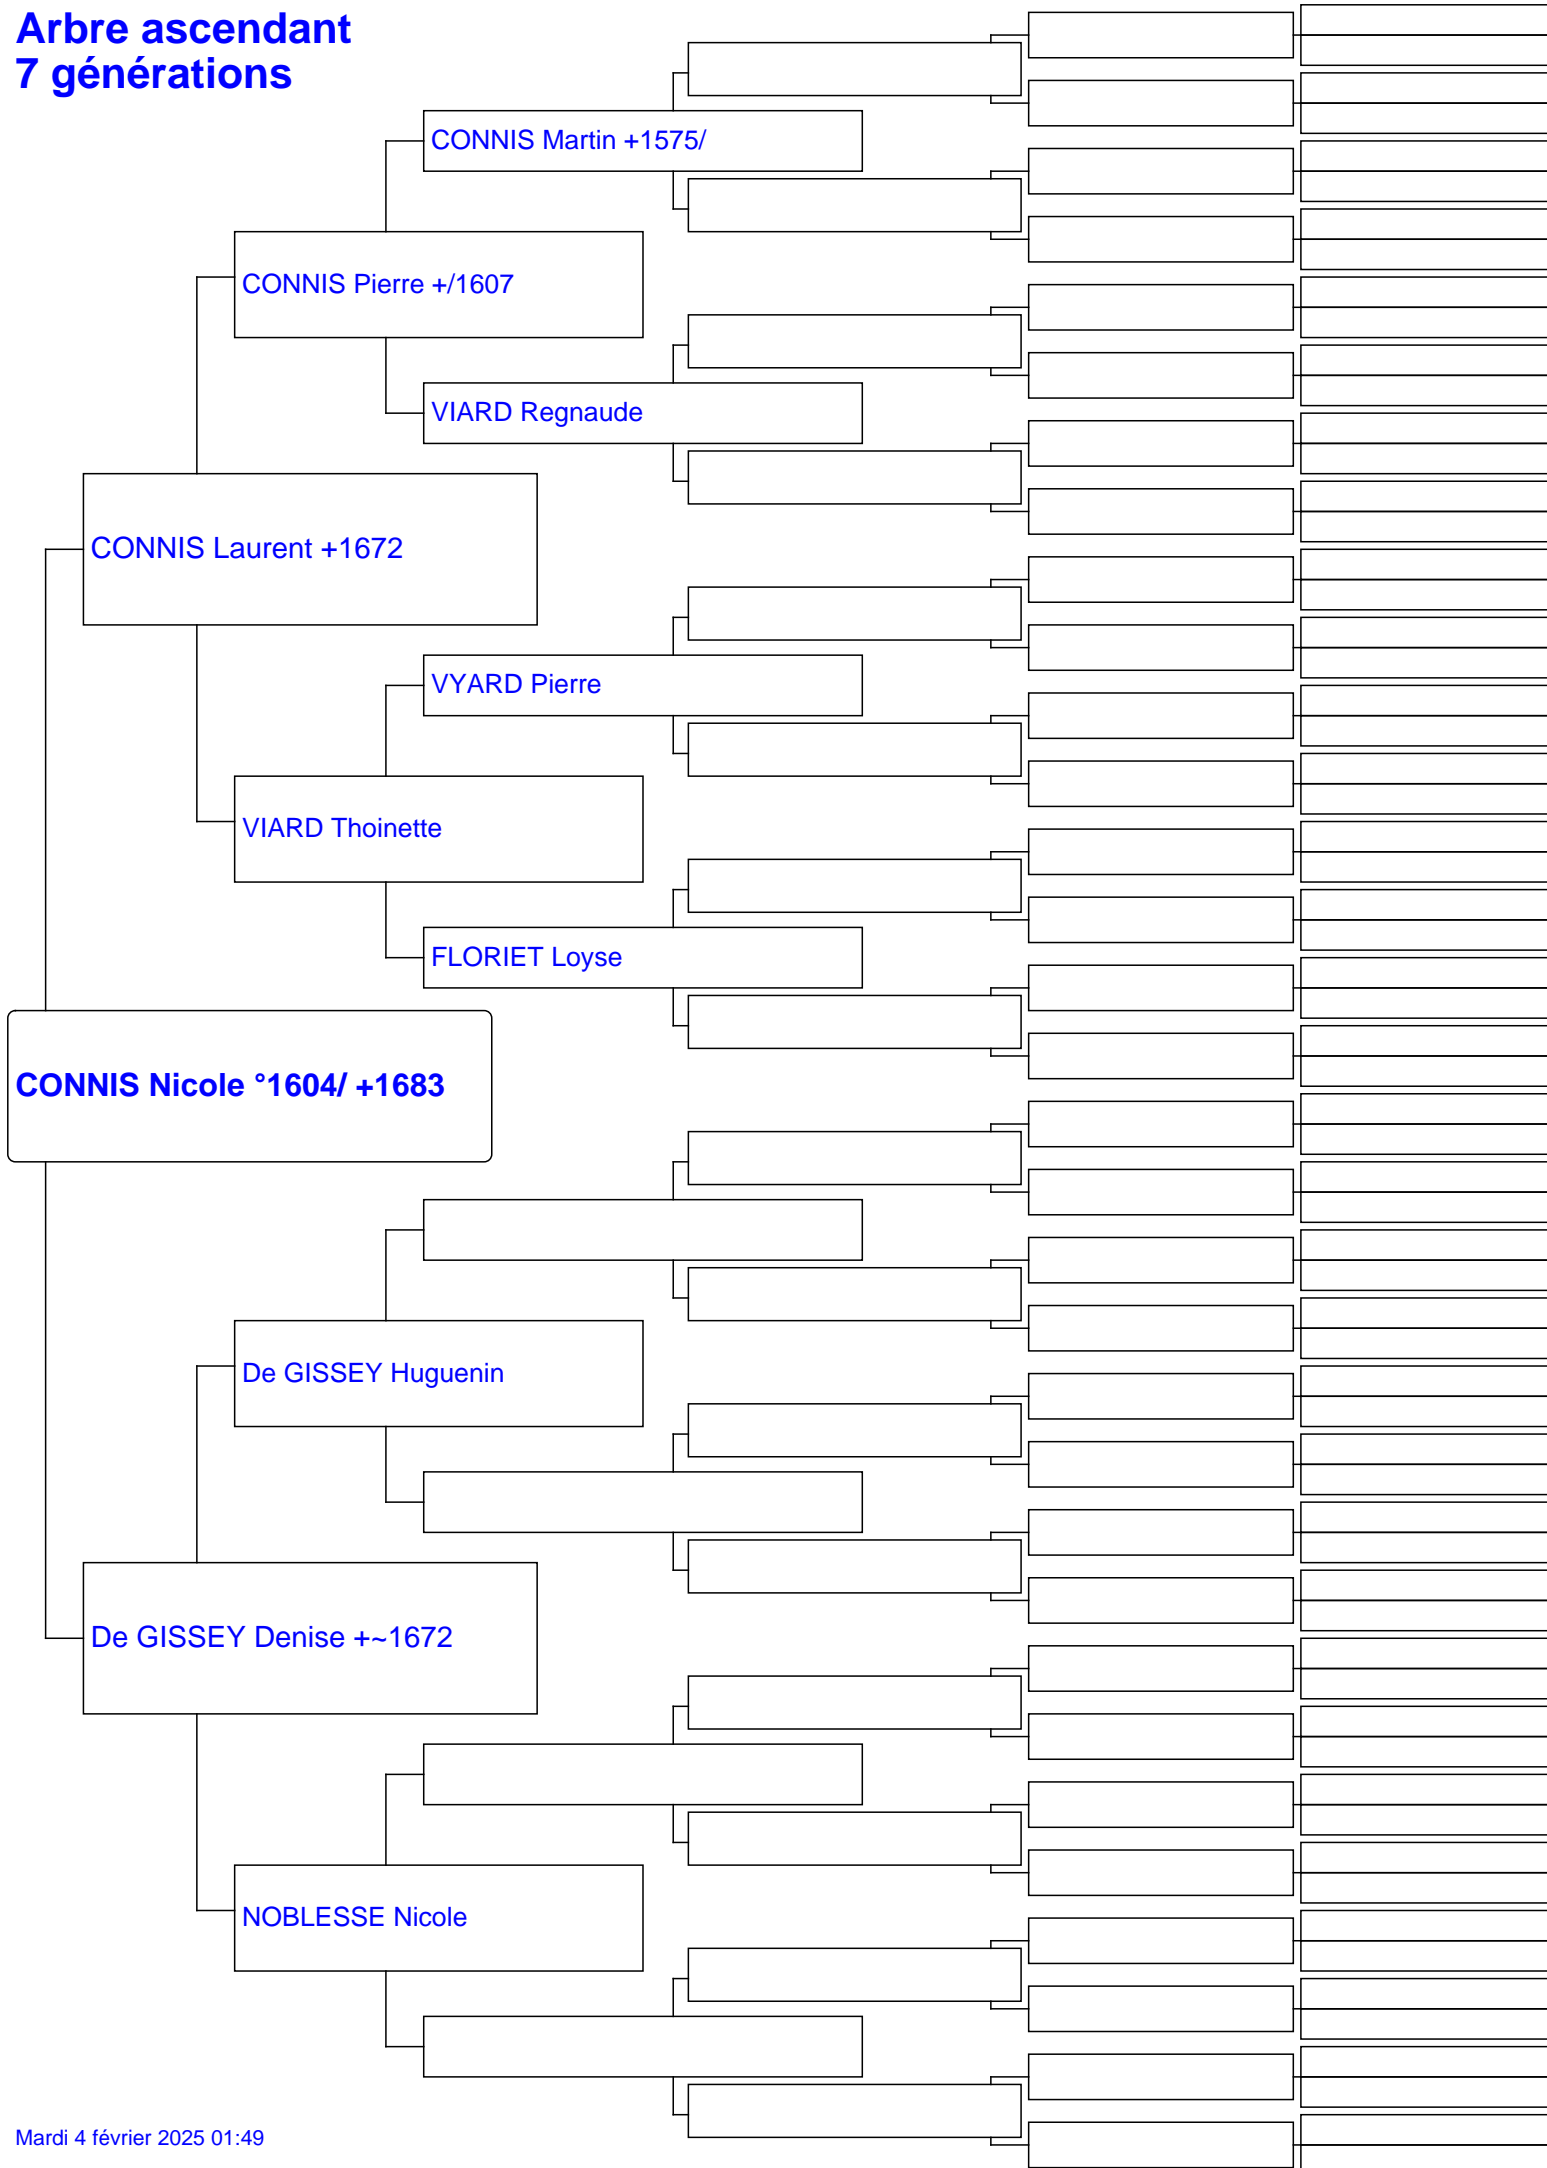 Arbre ascendant
7 générations
CONNIS Martin +1575/
CONNIS Pierre +/1607
VIARD Regnaude
CONNIS Laurent +1672
VYARD Pierre
VIARD Thoinette
FLORIET Loyse
CONNIS Nicole °1604/ +1683
De GISSEY Huguenin
De GISSEY Denise +~1672
NOBLESSE Nicole
Mardi 4 février 2025 01:49